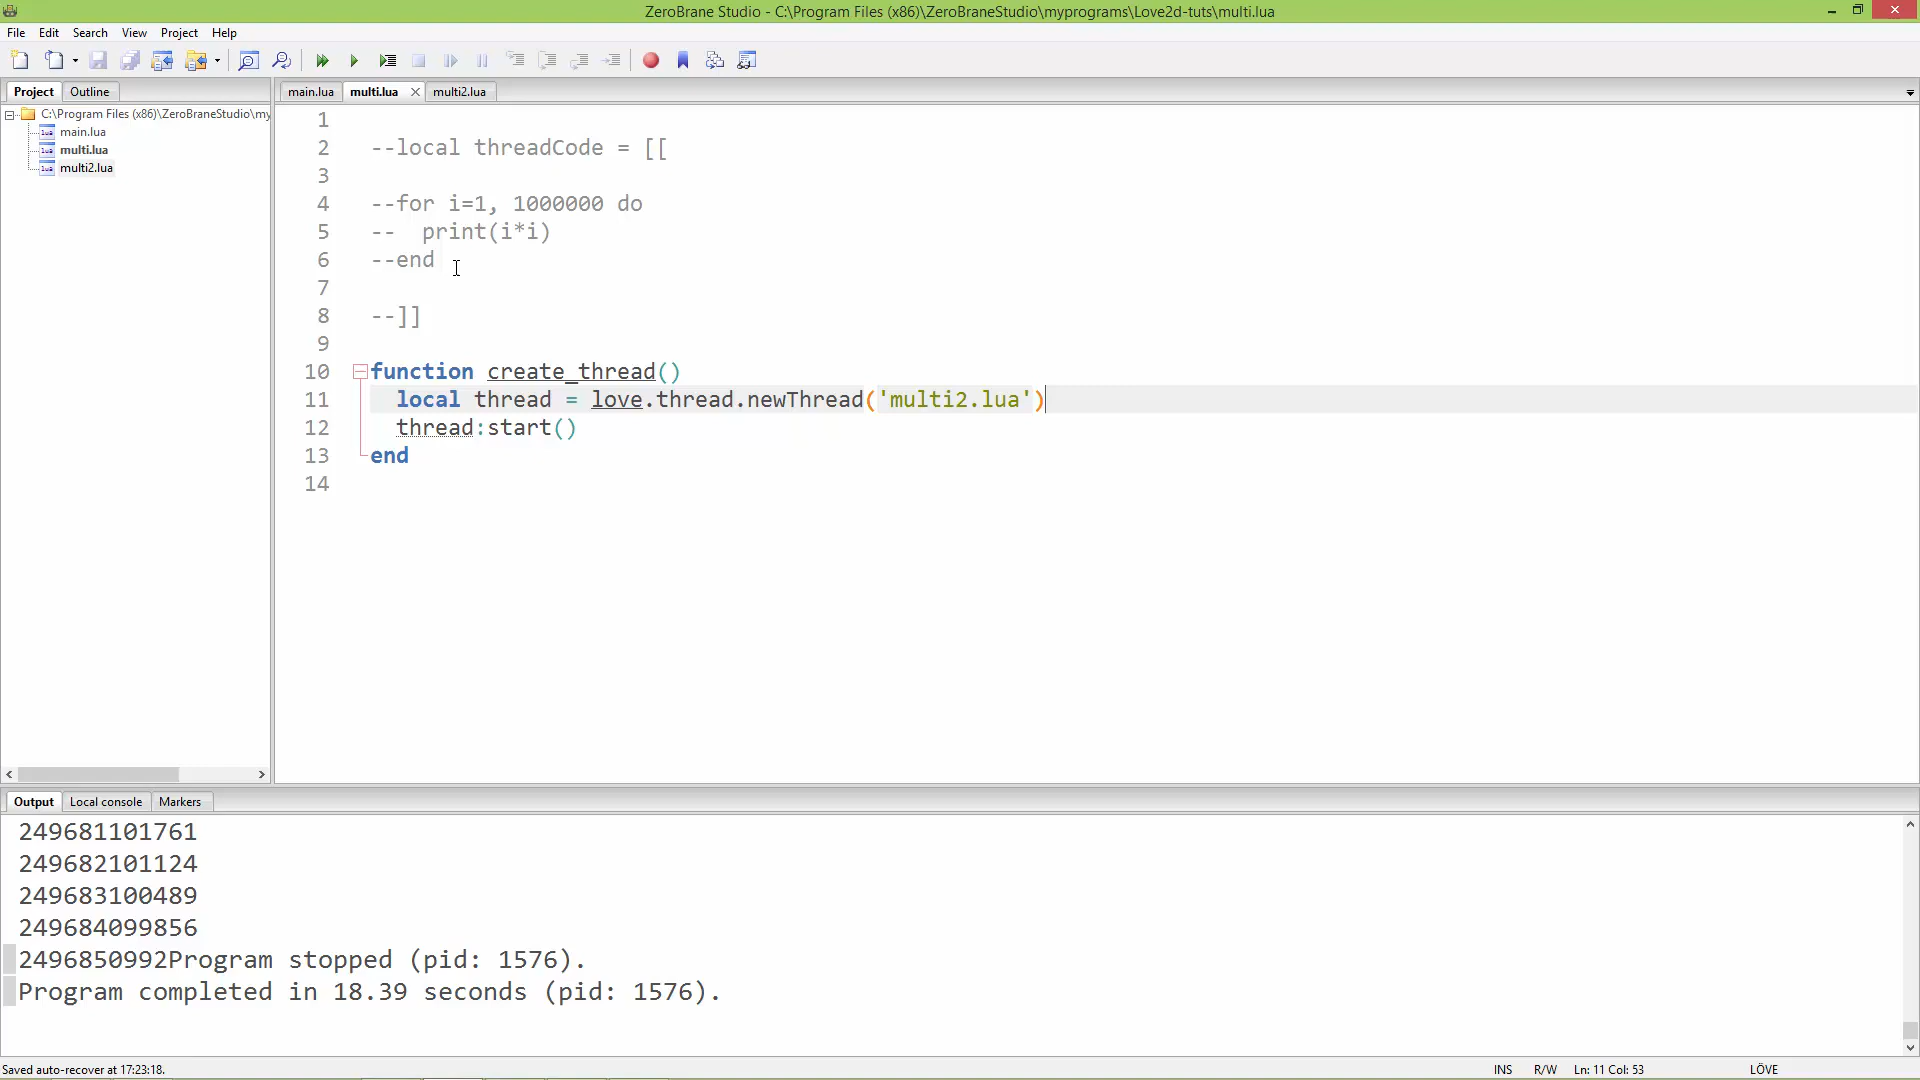 ZeroBrane Studio - C:\Program Files (x86)\ZeroBraneStudio\myprograms\Love2d-tuts\multi.lua
File Edit Search View Project Help
Project Outline
main.lua multi.lua multi2.lua
C:\Program Files (x86)\ZeroBraneStudio\my
main.lua
multi.lua
multi2.lua
1
2 --local threadCode = [[
3
4 --for i=1, 1000000 do
5 --  print(i*i)
6 --end
7
8 --]]
9
10 function create_thread()
11   local thread = love.thread.newThread('multi2.lua')
12   thread:start()
13 end
14
Output Local console Markers
249681101761
249682101124
249683100489
249684099856
2496850992Program stopped (pid: 1576).
Program completed in 18.39 seconds (pid: 1576).
Saved auto-recover at 17:23:18. INS R/W Ln: 11 Col: 53 LÖVE